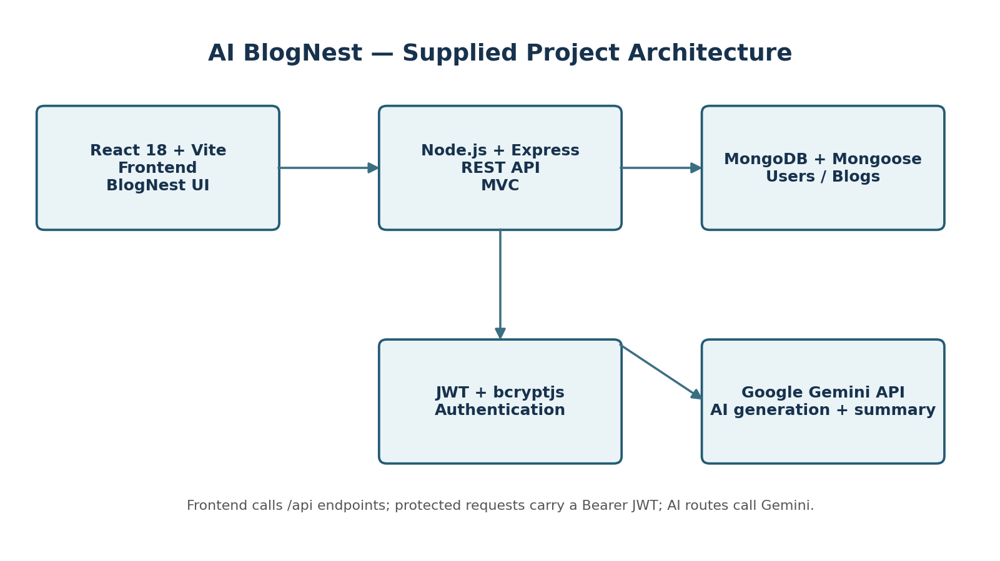 AI BlogNest — Supplied Project Architecture
React 18 + Vite
Frontend
BlogNest UI
Node.js + Express
REST API
MVC
MongoDB + Mongoose
Users / Blogs
JWT + bcryptjs
Authentication
Google Gemini API
AI generation + summary
Frontend calls /api endpoints; protected requests carry a Bearer JWT; AI routes call Gemini.